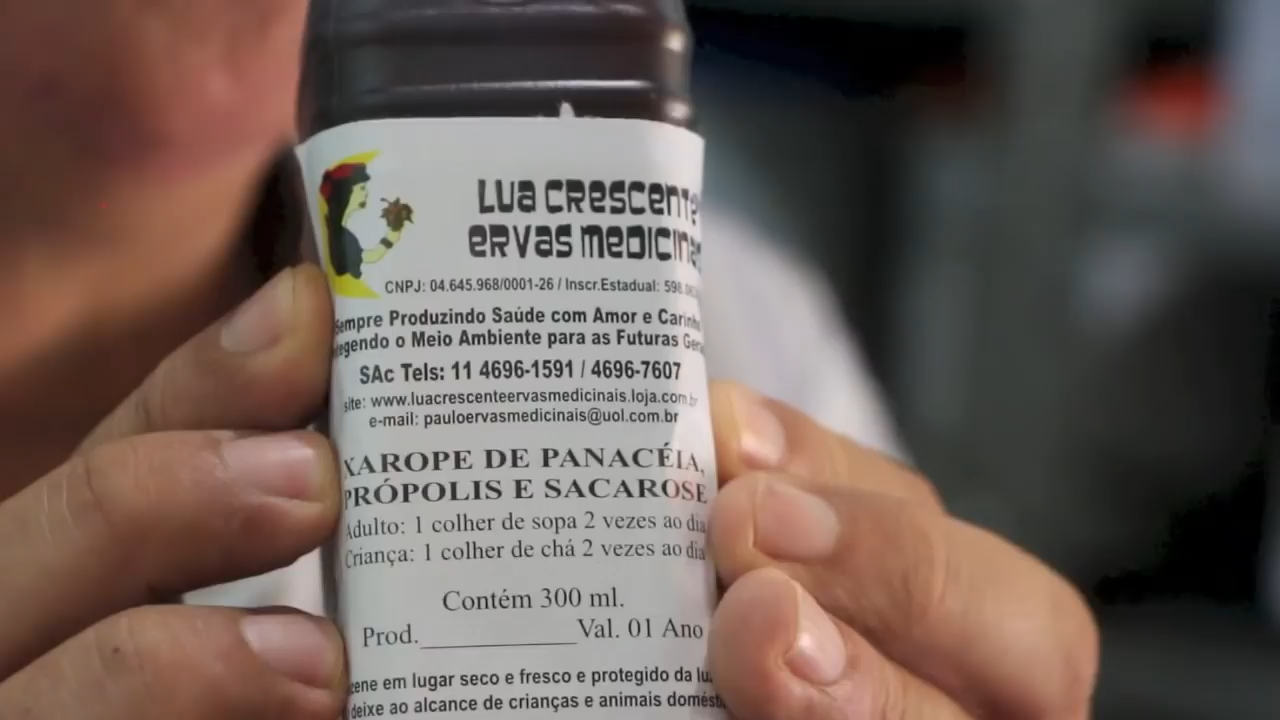 LUA CRESCENTE
ERVAS MEDICINAIS
CNPJ: 04.645.968/0001-26 / Inscr.Estadual: 598
Sempre Produzindo Saúde com Amor e Carinho
o Meio Ambiente para as Futuras
SAc Tels: 11 4696-1591 / 4696-7607
site: www.luacrescenteervasmedicinais.loja.com.br
e-mail: pauloervasmedicinais@uol.com.br
XAROPE DE PANACÉIA,
PRÓPOLIS E SACAROSE
Adulto: 1 colher de sopa 2 vezes ao dia
Criança: 1 colher de chá 2 vezes ao dia
Contém 300 ml.
Prod.____________Val. 01 Ano
em lugar seco e fresco e protegido da luz
deixe ao alcance de crianças e animais